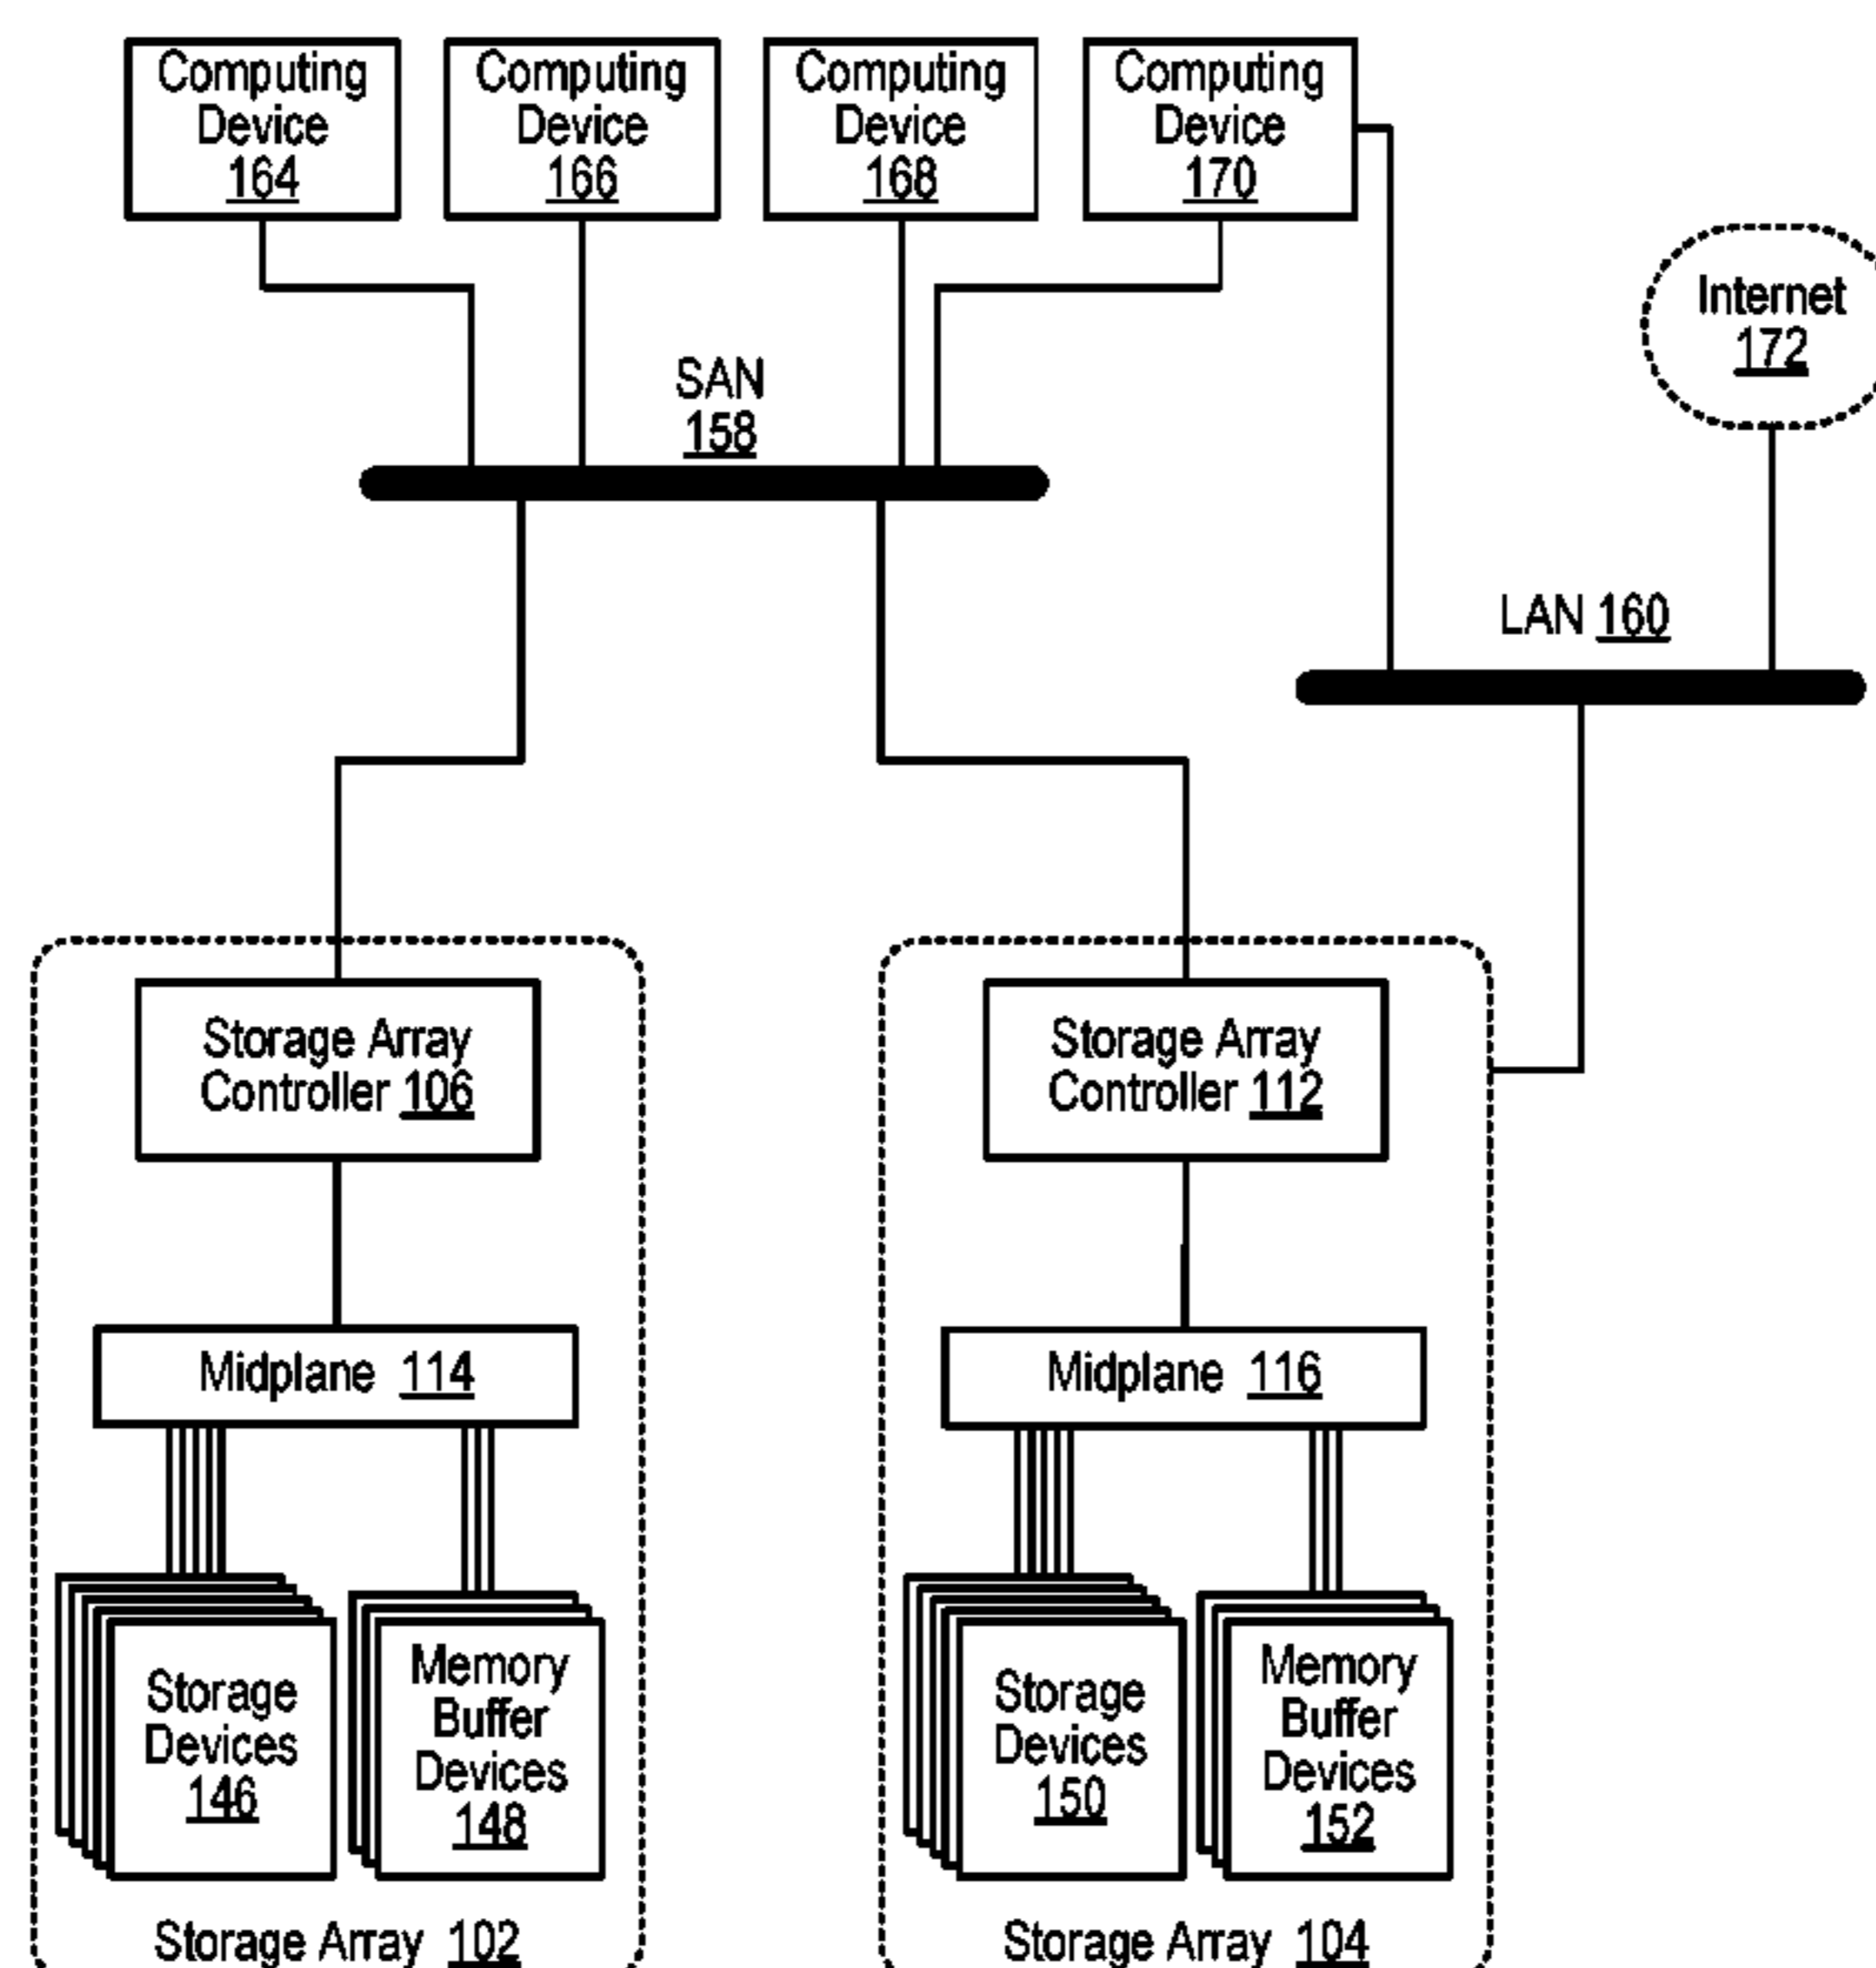 Computing
Device
164
Computing
Device
166
Computing
Device
168
Computing
Device
170
Internet
172
SAN
158
LAN 160
Storage Array
Controller 106
Storage Array
Controller 112
Midplane 114
Midplane 116
Storage
Devices
146
Memory
Buffer
Devices
148
Storage
Devices
150
Memory
Buffer
Devices
152
Storage Array 102
Storage Array 104